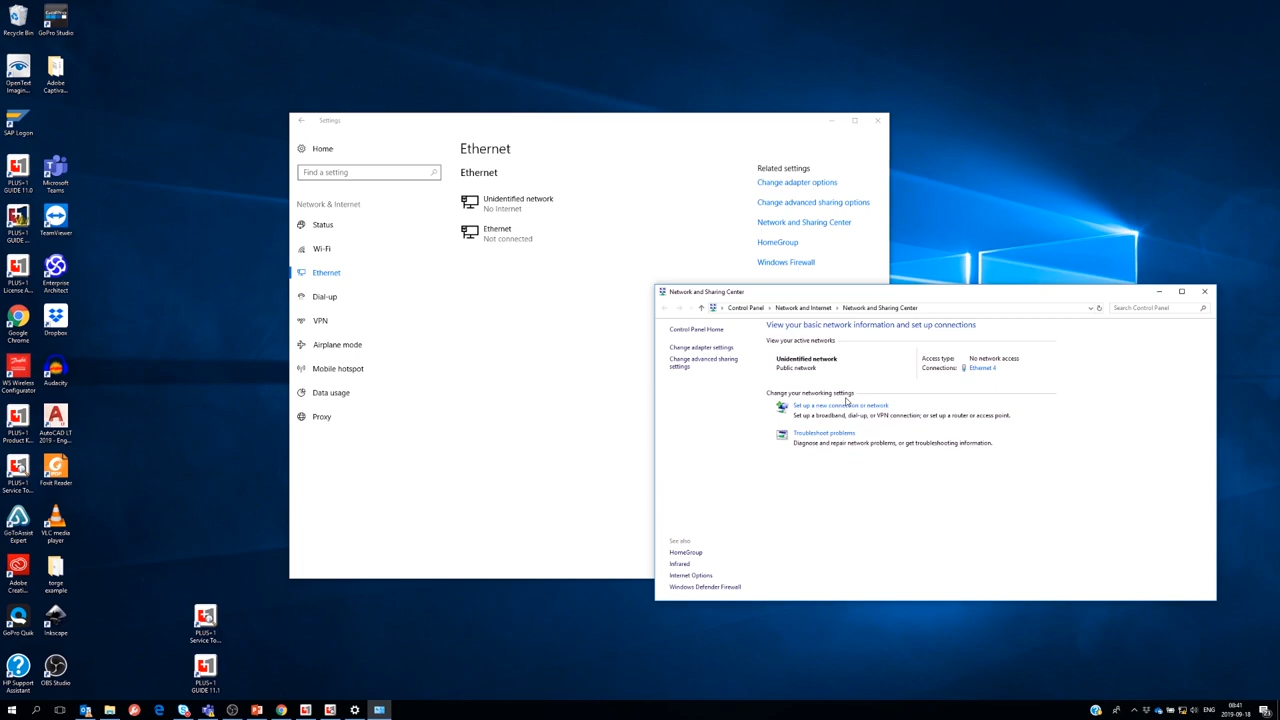 Recycle Bin
GoPro Studio
OpenText
Imagin...
Adobe
Captiva...
SAP Logon
PLUS+1
GUIDE 11.0
Microsoft
Teams
PLUS+1
GUIDE ...
TeamViewer
PLUS+1
License A...
Enterprise
Architect
Google
Chrome
Dropbox
WS Wireless
Configurator
Audacity
PLUS+1
Product K...
AutoCAD LT
2019 - Eng...
PLUS+1
Service To...
Foxit Reader
GoToAssist
Expert
VLC media
player
Adobe
Creati...
torge
example
GoPro Quik
Inkscape
HP Support
Assistant
OBS Studio
PLUS+1
Service To...
PLUS+1
GUIDE 11.1
Settings
Home
Find a setting
Network & Internet
Status
Wi-Fi
Ethernet
Dial-up
VPN
Airplane mode
Mobile hotspot
Data usage
Proxy
Ethernet
Ethernet
Unidentified network
No Internet
Ethernet
Not connected
Related settings
Change adapter options
Change advanced sharing options
Network and Sharing Center
HomeGroup
Windows Firewall
Network and Sharing Center
Control Panel > Network and Internet > Network and Sharing Center
Search Control Panel
Control Panel Home
Change adapter settings
Change advanced sharing
settings
View your basic network information and set up connections
View your active networks
Unidentified network
Public network
Access type: No network access
Connections: Ethernet 4
Change your networking settings
Set up a new connection or network
Set up a broadband, dial-up, or VPN connection; or set up a router or access point.
Troubleshoot problems
Diagnose and repair network problems, or get troubleshooting information.
See also
HomeGroup
Infrared
Internet Options
Windows Defender Firewall
ENG
08:41
2019-09-18